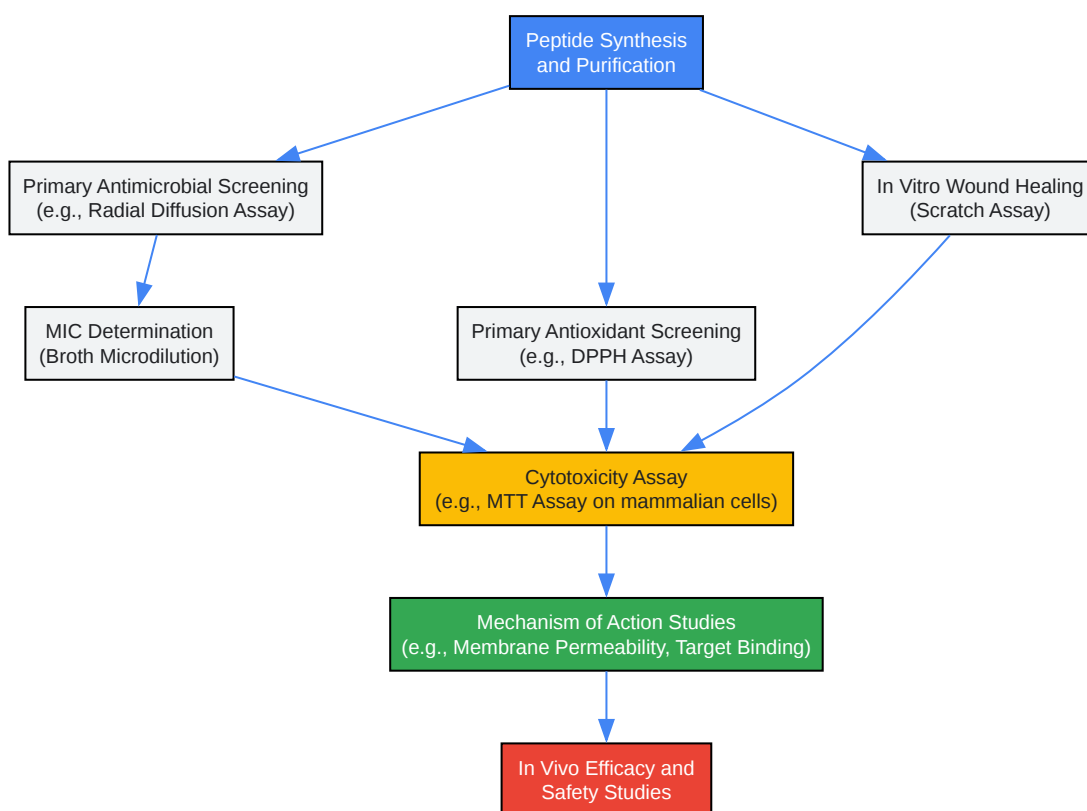 Peptide Synthesis
and Purification
Primary Antimicrobial Screening
(e.g., Radial Diffusion Assay)
In Vitro Wound Healing
(Scratch Assay)
MIC Determination
(Broth Microdilution)
Primary Antioxidant Screening
(e.g., DPPH Assay)
Cytotoxicity Assay
(e.g., MTT Assay on mammalian cells)
Mechanism of Action Studies
(e.g., Membrane Permeability, Target Binding)
In Vivo Efficacy and
Safety Studies